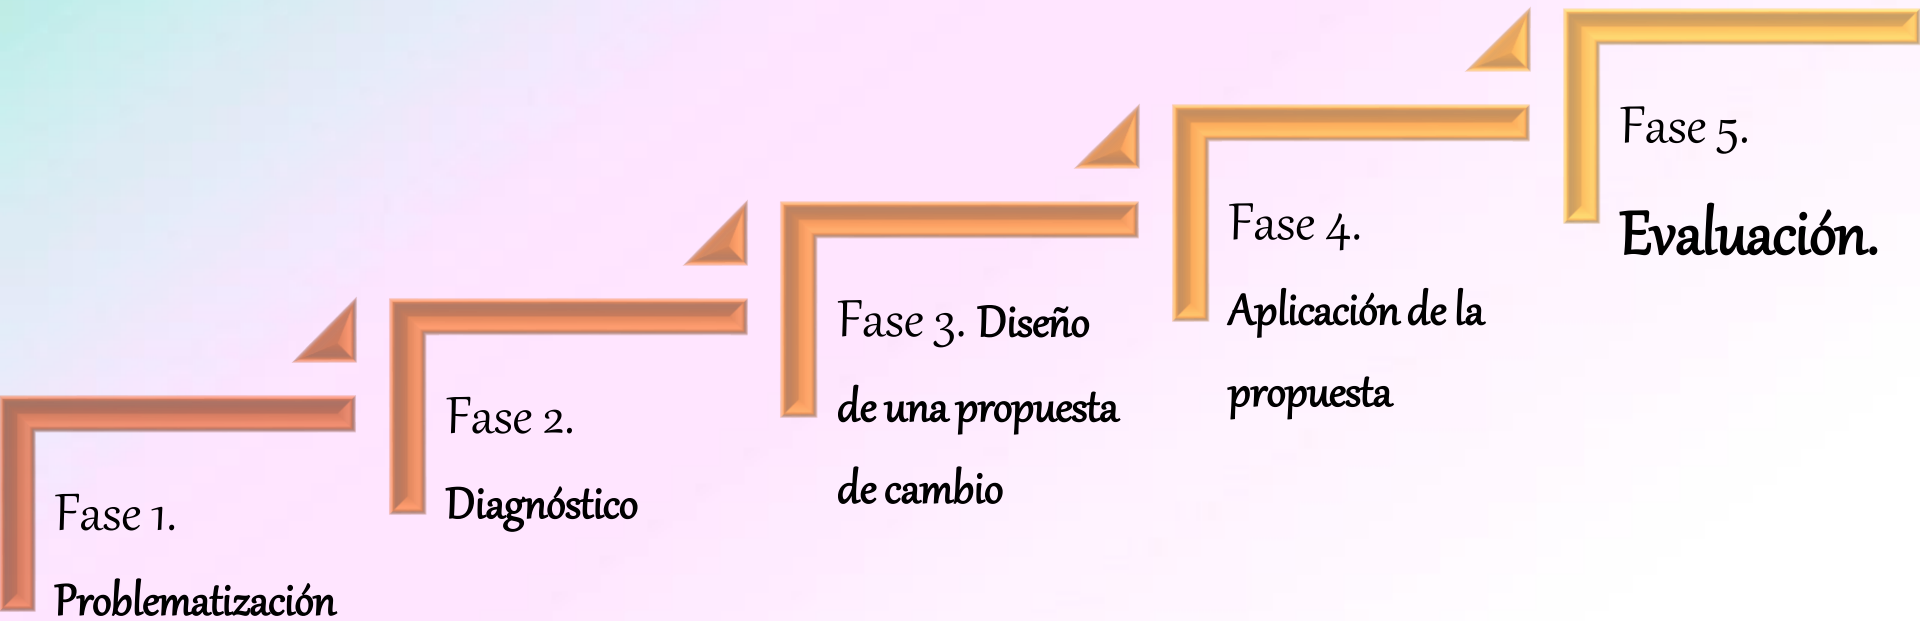 Fase 1.
Problematización
Fase 2.
Diagnóstico
Fase 3. Diseño
de una propuesta
de cambio
Fase 4.
Aplicación de la
propuesta
Fase 5.
Evaluación.